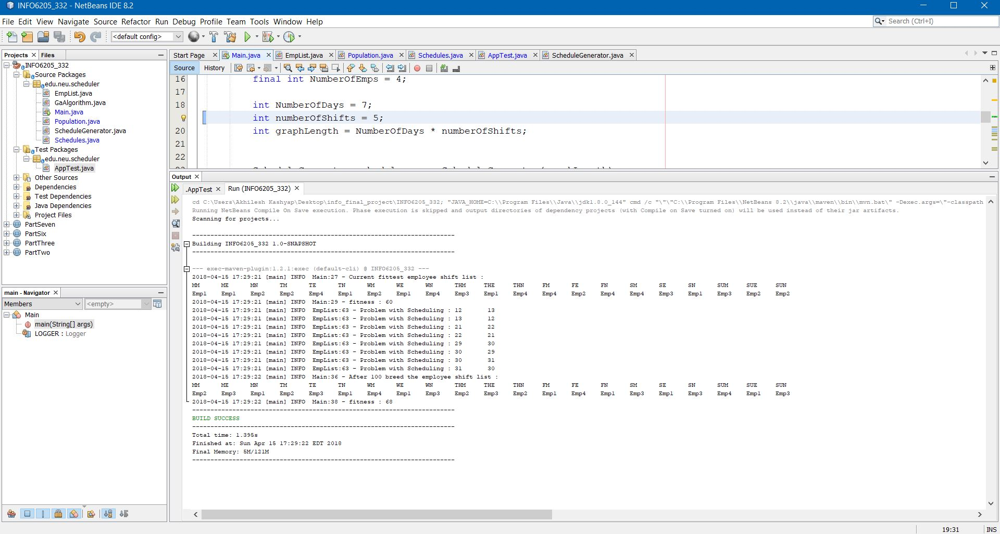 INFO6205_332 - NetBeans IDE 8.2
File Edit View Navigate Source Refactor Run Debug Profile Team Tools Window Help
Search (Ctrl+I)
<default config>
Projects Files
INFO6205_332
Source Packages
edu.neu.scheduler
EmpList.java
GaAlgorithm.java
Main.java
Population.java
ScheduleGenerator.java
Schedules.java
Test Packages
edu.neu.scheduler
AppTest.java
Other Sources
Dependencies
Test Dependencies
Java Dependencies
Project Files
PartSeven
PartSix
PartThree
PartTwo
main - Navigator
Members <empty>
Main
main(String[] args)
LOGGER : Logger
Start Page Main.java EmpList.java Population.java Schedules.java AppTest.java ScheduleGenerator.java
Source History
16 final int NumberOfEmps = 4;
17
18 int NumberOfDays = 7;
int numberOfShifts = 5;
20 int graphLength = NumberOfDays * numberOfShifts;
21
22
Output
.AppTest Run (INFO6205_332)
cd C:\Users\Akhilesh Kashyap\Desktop\info_final_project\INFO6205_332; "JAVA_HOME=C:\\Program Files\\Java\\jdk1.8.0_144" cmd /c "\"\"C:\\Program Files\\NetBeans 8.2\\java\\maven\\bin\\mvn.bat\" -Dexec.args=\"-classpath
Running NetBeans Compile On Save execution. Phase execution is skipped and output directories of dependency projects (with Compile on Save turned on) will be used instead of their jar artifacts.
Scanning for projects...
------------------------------------------------------------------------
Building INFO6205_332 1.0-SNAPSHOT
------------------------------------------------------------------------
--- exec-maven-plugin:1.2.1:exec (default-cli) @ INFO6205_332 ---
2018-04-15 17:29:21 [main] INFO  Main:27 - Current fittest employee shift list :
MM ME MN TM TE TN WM WE WN THM THE THN FM FE FN SM SE SN SUM SUE SUN
Emp1 Emp1 Emp2 Emp2 Emp4 Emp1 Emp2 Emp1 Emp4 Emp3 Emp1 Emp4 Emp4 Emp2 Emp4 Emp4 Emp3 Emp1 Emp3 Emp2 Emp2
2018-04-15 17:29:21 [main] INFO  Main:29 - fitness : 60
2018-04-15 17:29:21 [main] INFO  EmpList:63 - Problem with Scheduling : 12 13
2018-04-15 17:29:21 [main] INFO  EmpList:63 - Problem with Scheduling : 13 12
2018-04-15 17:29:21 [main] INFO  EmpList:63 - Problem with Scheduling : 21 22
2018-04-15 17:29:21 [main] INFO  EmpList:63 - Problem with Scheduling : 22 21
2018-04-15 17:29:21 [main] INFO  EmpList:63 - Problem with Scheduling : 29 30
2018-04-15 17:29:21 [main] INFO  EmpList:63 - Problem with Scheduling : 30 29
2018-04-15 17:29:21 [main] INFO  EmpList:63 - Problem with Scheduling : 30 31
2018-04-15 17:29:21 [main] INFO  EmpList:63 - Problem with Scheduling : 31 30
2018-04-15 17:29:22 [main] INFO  Main:36 - After 100 breed the employee shift list :
MM ME MN TM TE TN WM WE WN THM THE THN FM FE FN SM SE SN SUM SUE SUN
Emp2 Emp3 Emp1 Emp2 Emp3 Emp1 Emp4 Emp1 Emp3 Emp2 Emp3 Emp2 Emp1 Emp4 Emp1 Emp3 Emp1 Emp3 Emp4 Emp1 Emp3
2018-04-15 17:29:22 [main] INFO  Main:38 - fitness : 68
------------------------------------------------------------------------
BUILD SUCCESS
------------------------------------------------------------------------
Total time: 1.395s
Finished at: Sun Apr 15 17:29:22 EDT 2018
Final Memory: 5M/121M
------------------------------------------------------------------------
19:31 INS